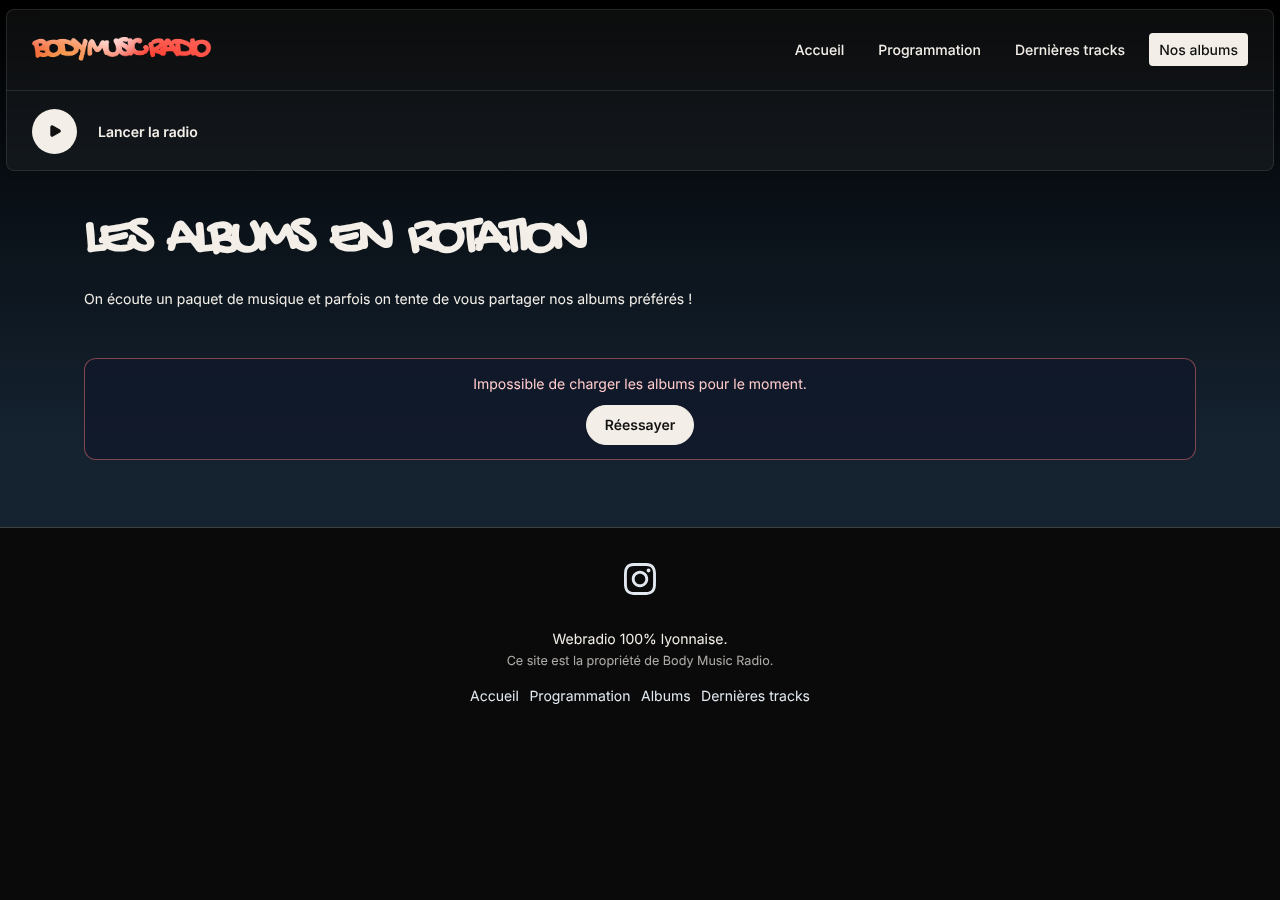 BODYMUSICRADIO
Accueil
Programmation
Dernières tracks
Nos albums
Lancer la radio
LES ALBUMS EN ROTATION
On écoute un paquet de musique et parfois on tente de vous partager nos albums préférés !
Impossible de charger les albums pour le moment.
Réessayer
Webradio 100% lyonnaise.
Ce site est la propriété de Body Music Radio.
Accueil Programmation Albums Dernières tracks